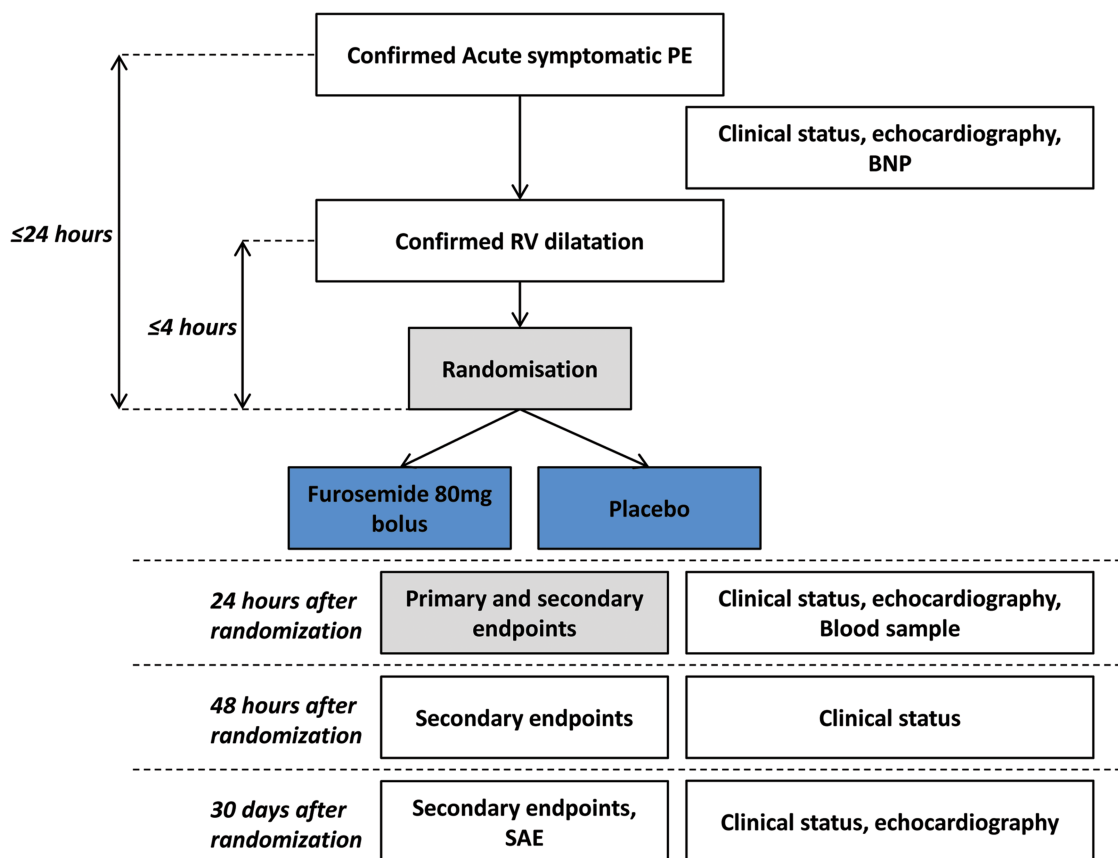 Confirmed Acute symptomatic PE
Clinical status, echocardiography,
BNP
≤24 hours
Confirmed RV dilatation
≤4 hours
Randomisation
Furosemide 80mg
bolus
Placebo
24 hours after
randomization
Primary and secondary
endpoints
Clinical status, echocardiography,
Blood sample
48 hours after
randomization
Secondary endpoints
Clinical status
30 days after
randomization
Secondary endpoints,
SAE
Clinical status, echocardiography